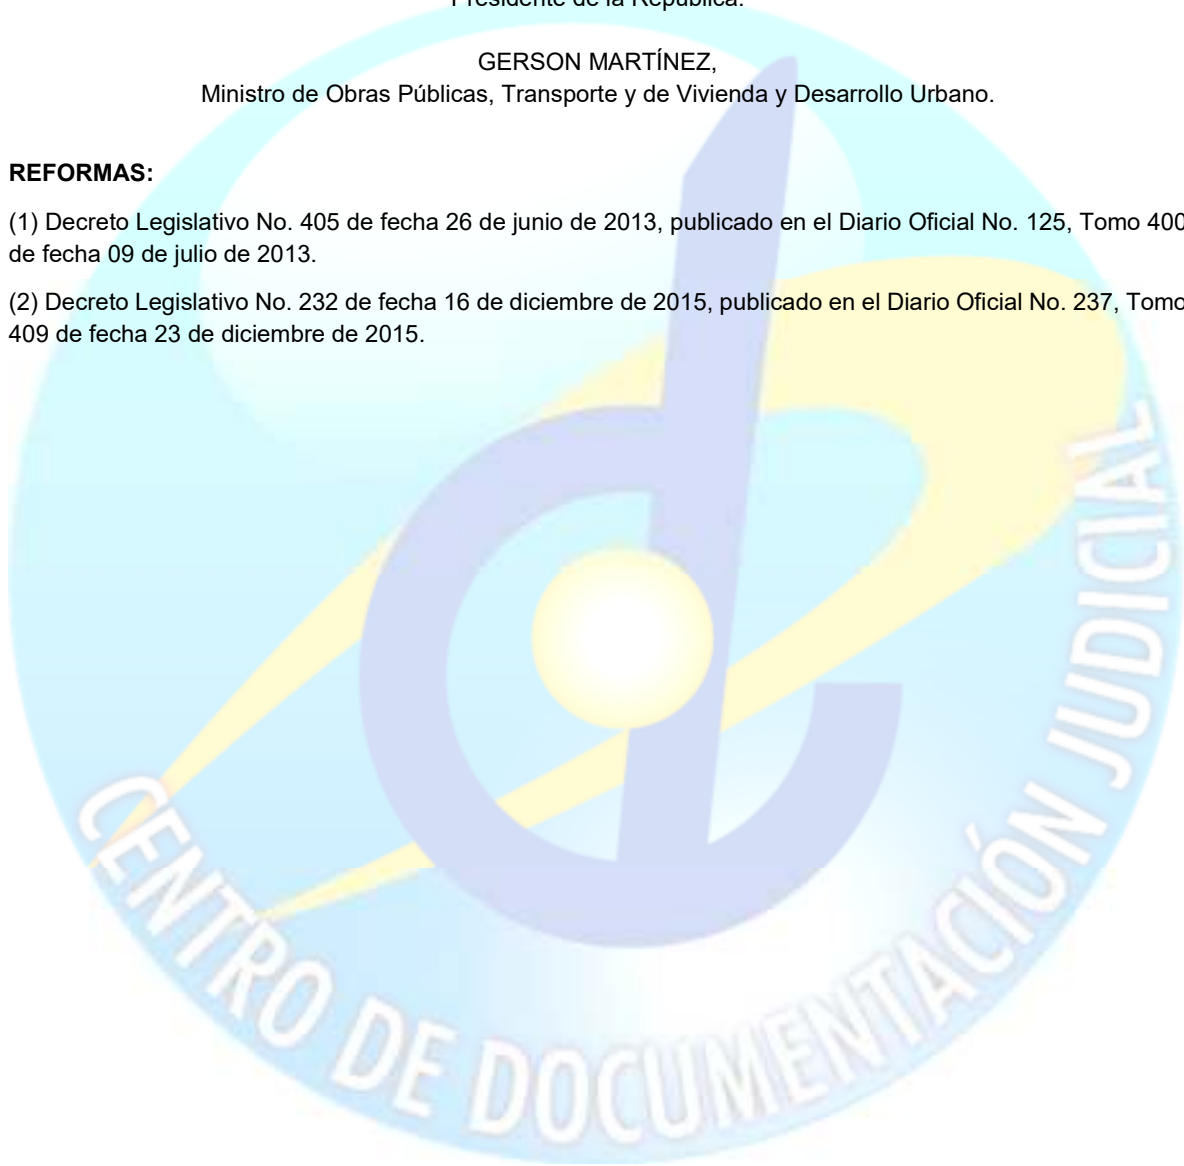 Presidente de la República.
GERSON MARTÍNEZ,
Ministro de Obras Públicas, Transporte y de Vivienda y Desarrollo Urbano.
REFORMAS:
(1) Decreto Legislativo No. 405 de fecha 26 de junio de 2013, publicado en el Diario Oficial No. 125, Tomo 400
de fecha 09 de julio de 2013.
(2) Decreto Legislativo No. 232 de fecha 16 de diciembre de 2015, publicado en el Diario Oficial No. 237, Tomo
409 de fecha 23 de diciembre de 2015.
CENTRO DE DOCUMENTACIÓN JUDICIAL